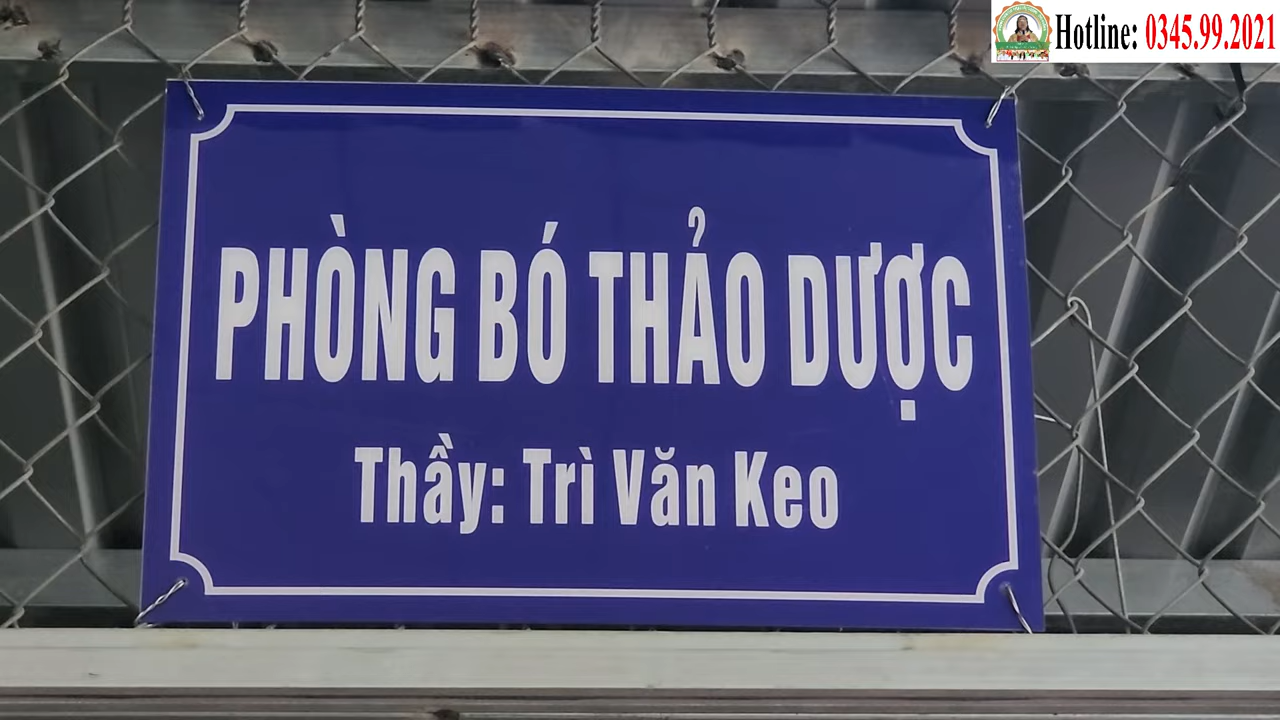 Hotline: 0345.99.2021
PHÒNG BÓ THẢO DƯỢC
Thầy: Trì Văn Keo